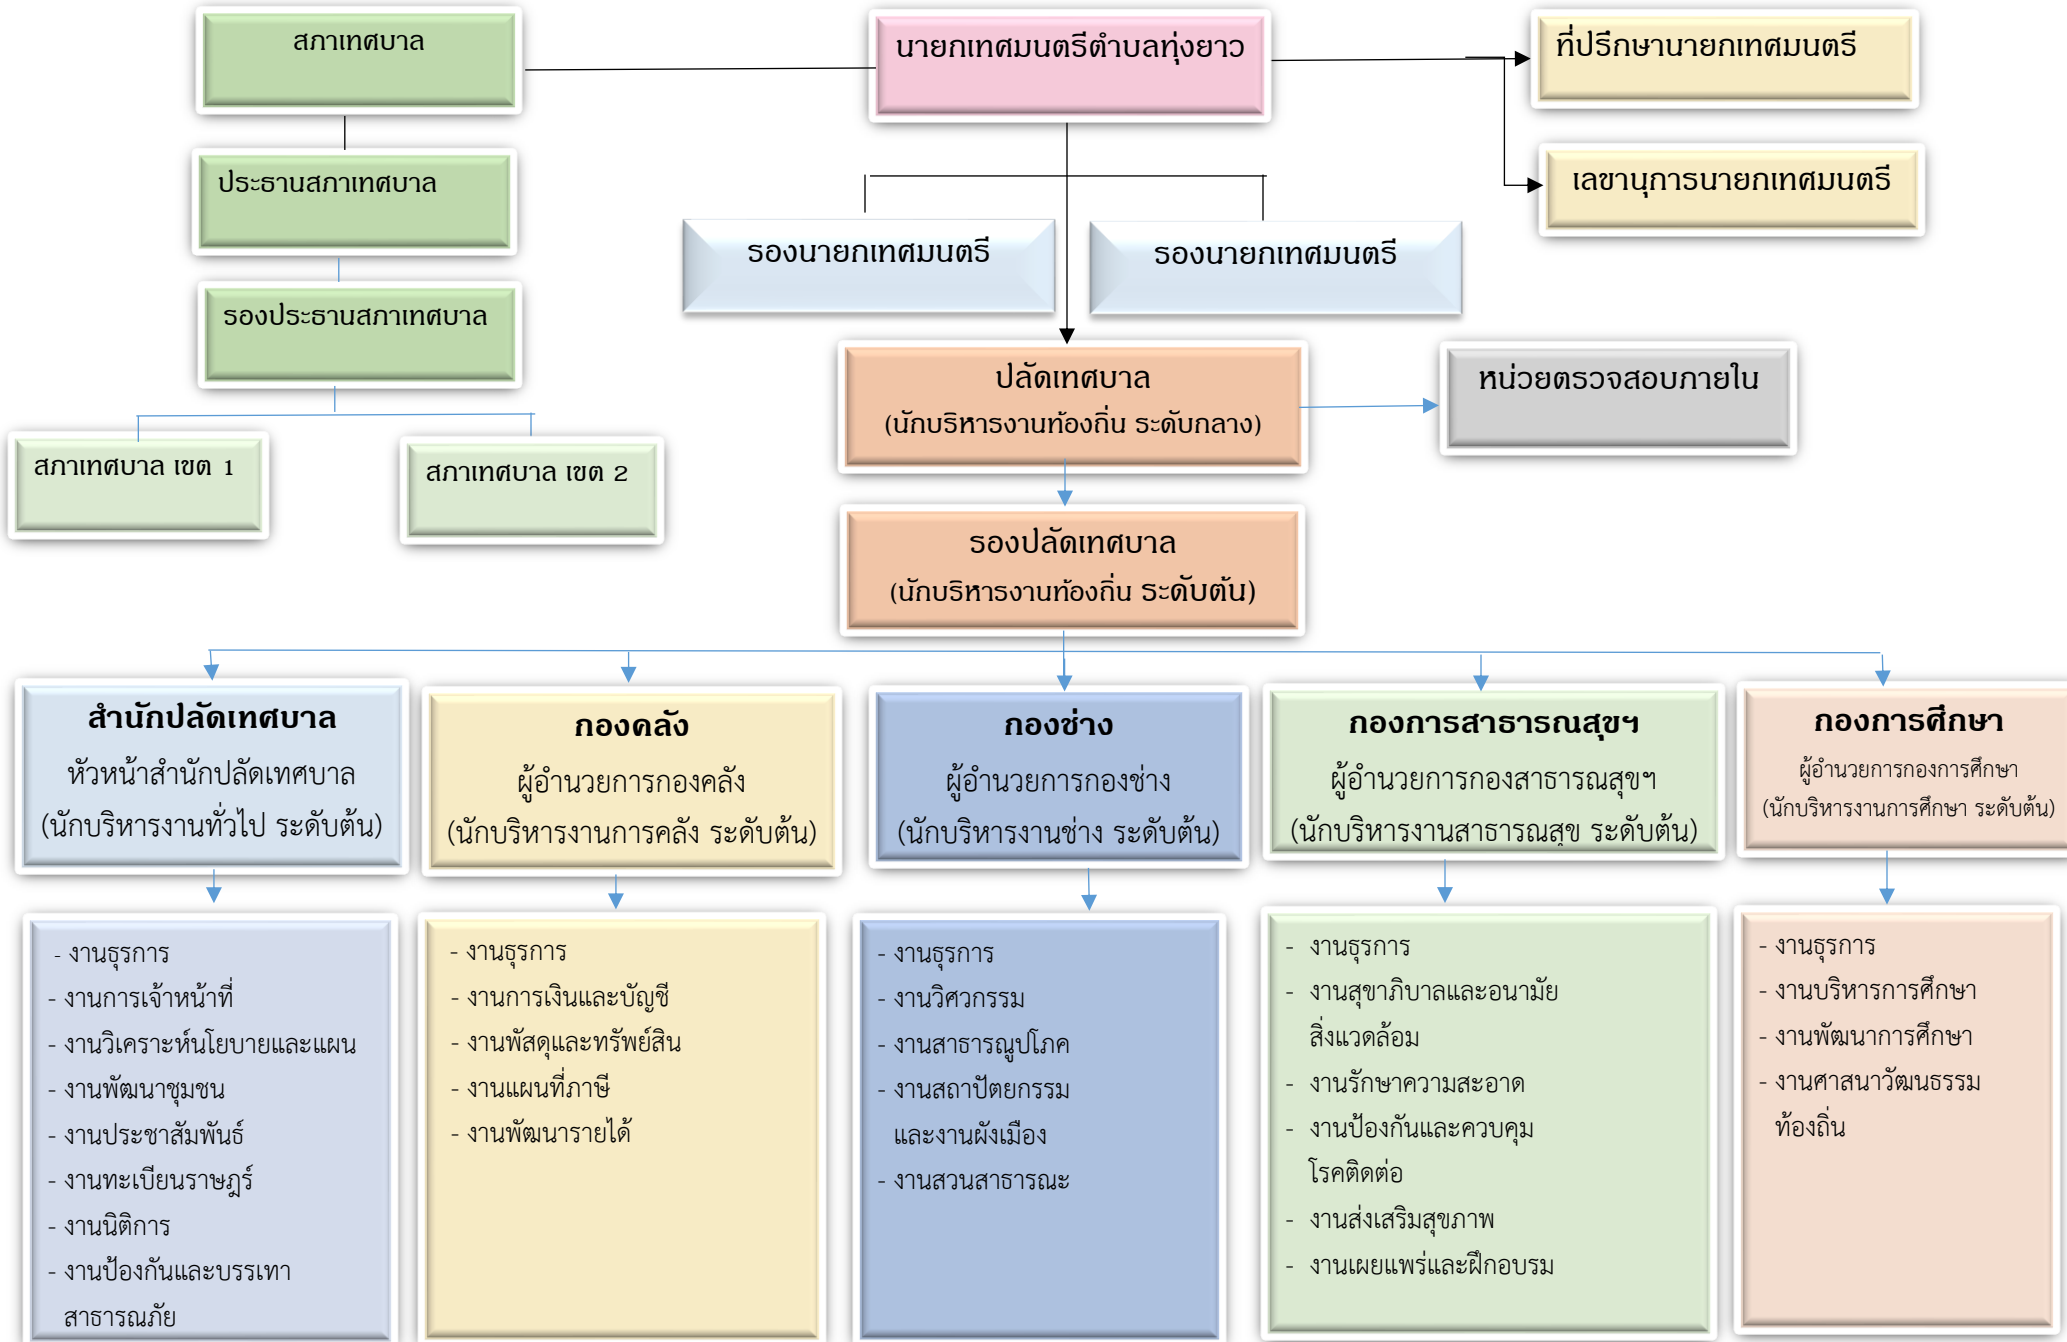 สภาเทศบาล
นายกเทศมนตรีตำบลทุ่งยาว
ที่ปรึกษานายกเทศมนตรี
ประธานสภาเทศบาล
เลขานุการนายกเทศมนตรี
รองนายกเทศมนตรี
รองนายกเทศมนตรี
รองประธานสภาเทศบาล
ปลัดเทศบาล
(นักบริหารงานท้องถิ่น ระดับกลาง)
หน่วยตรวจสอบภายใน
สภาเทศบาล เขต 1
สภาเทศบาล เขต 2
รองปลัดเทศบาล
(นักบริหารงานท้องถิ่น ระดับต้น)
สำนักปลัดเทศบาล
หัวหน้าสำนักปลัดเทศบาล
(นักบริหารงานทั่วไป ระดับต้น)
กองคลัง
ผู้อำนวยการกองคลัง
(นักบริหารงานการคลัง ระดับต้น)
กองช่าง
ผู้อำนวยการกองช่าง
(นักบริหารงานช่าง ระดับต้น)
กองการสาธารณสุขฯ
ผู้อำนวยการกองสาธารณสุขฯ
(นักบริหารงานสาธารณสุข ระดับต้น)
กองการศึกษา
ผู้อำนวยการกองการศึกษา
(นักบริหารงานการศึกษา ระดับต้น)
- งานธุรการ
- งานการเจ้าหน้าที่
- งานวิเคราะห์นโยบายและแผน
- งานพัฒนาชุมชน
- งานประชาสัมพันธ์
- งานทะเบียนราษฎร์
- งานนิติการ
- งานป้องกันและบรรเทา
สาธารณภัย
- งานธุรการ
- งานการเงินและบัญชี
- งานพัสดุและทรัพย์สิน
- งานแผนที่ภาษี
- งานพัฒนารายได้
- งานธุรการ
- งานวิศวกรรม
- งานสาธารณูปโภค
- งานสถาปัตยกรรม
และงานผังเมือง
- งานสวนสาธารณะ
- งานธุรการ
- งานสุขาภิบาลและอนามัย
สิ่งแวดล้อม
- งานรักษาความสะอาด
- งานป้องกันและควบคุม
โรคติดต่อ
- งานส่งเสริมสุขภาพ
- งานเผยแพร่และฝึกอบรม
- งานธุรการ
- งานบริหารการศึกษา
- งานพัฒนาการศึกษา
- งานศาสนาวัฒนธรรม
ท้องถิ่น